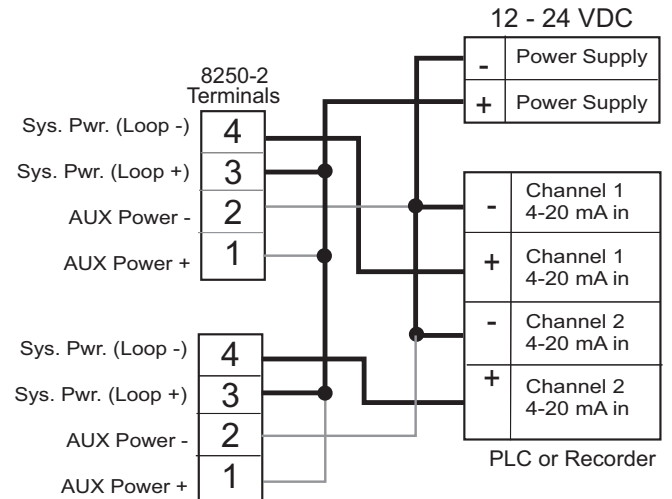 12 - 24 VDC
- Power Supply
+ Power Supply
8250-2
Terminals
Sys. Pwr. (Loop -) 4
Sys. Pwr. (Loop +) 3
AUX Power - 2
AUX Power + 1
- Channel 1
4-20 mA in
+ Channel 1
4-20 mA in
- Channel 2
4-20 mA in
+ Channel 2
4-20 mA in
PLC or Recorder
Sys. Pwr. (Loop -) 4
Sys. Pwr. (Loop +) 3
AUX Power - 2
AUX Power + 1